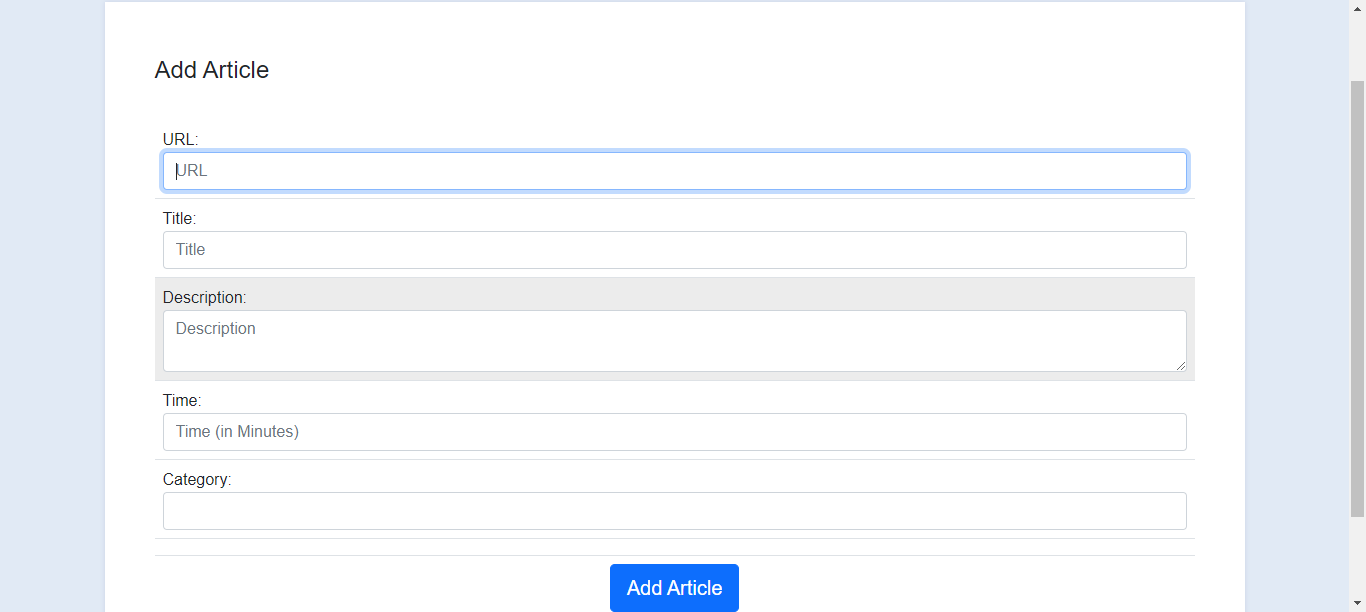 Add Article
URL:
URL
Title:
Title
Description:
Description
Time:
Time (in Minutes)
Category:
Add Article